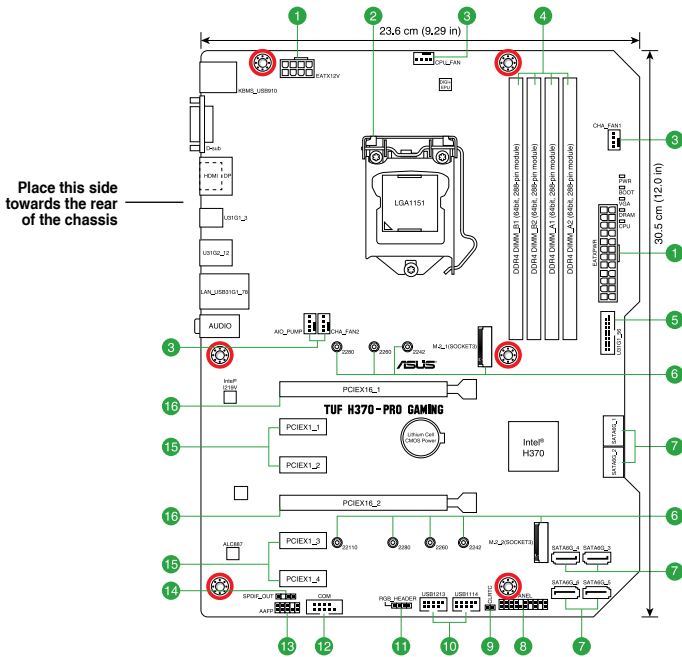 23.6 cm (9.29 in)
1
2
3
4
EATX12V
CPU_FAN
DIGI+
EPU
KBMS_USB910
D-sub
CHA_FAN1
3
HDMI
DP
PWR
BOOT
VGA
DRAM
CPU
Place this side
towards the rear
of the chassis
U31G1_3
LGA1151
DDR4 DIMM_B1 (64bit, 288-pin module)
DDR4 DIMM_B2 (64bit, 288-pin module)
DDR4 DIMM_A1 (64bit, 288-pin module)
DDR4 DIMM_A2 (64bit, 288-pin module)
30.5 cm (12.0 in)
EATXPWR
1
U31G2_12
LAN_USB31G1_78
AUDIO
AIO_PUMP
CHA_FAN2
3
5
2280
2260
2242
M.2_1(SOCKET3)
6
/ISUS
Intel®
I219V
PCIEX16_1
16
TUF H370-PRO GAMING
PCIEX1_1
15
PCIEX1_2
Lithium Cell
CMOS Power
Intel®
H370
SATA6G_1
SATA6G_2
7
PCIEX16_2
16
6
ALC887
PCIEX1_3
15
PCIEX1_4
22110
2280
2260
2242
M.2_2(SOCKET3)
SATA6G_4
SATA6G_3
7
14
SPDIF_OUT
AAFP
COM
RGB_HEADER
USB1213
USB1114
CLRTC
SATA6G_6
SATA6G_5
13
12
11
10
9
8
7